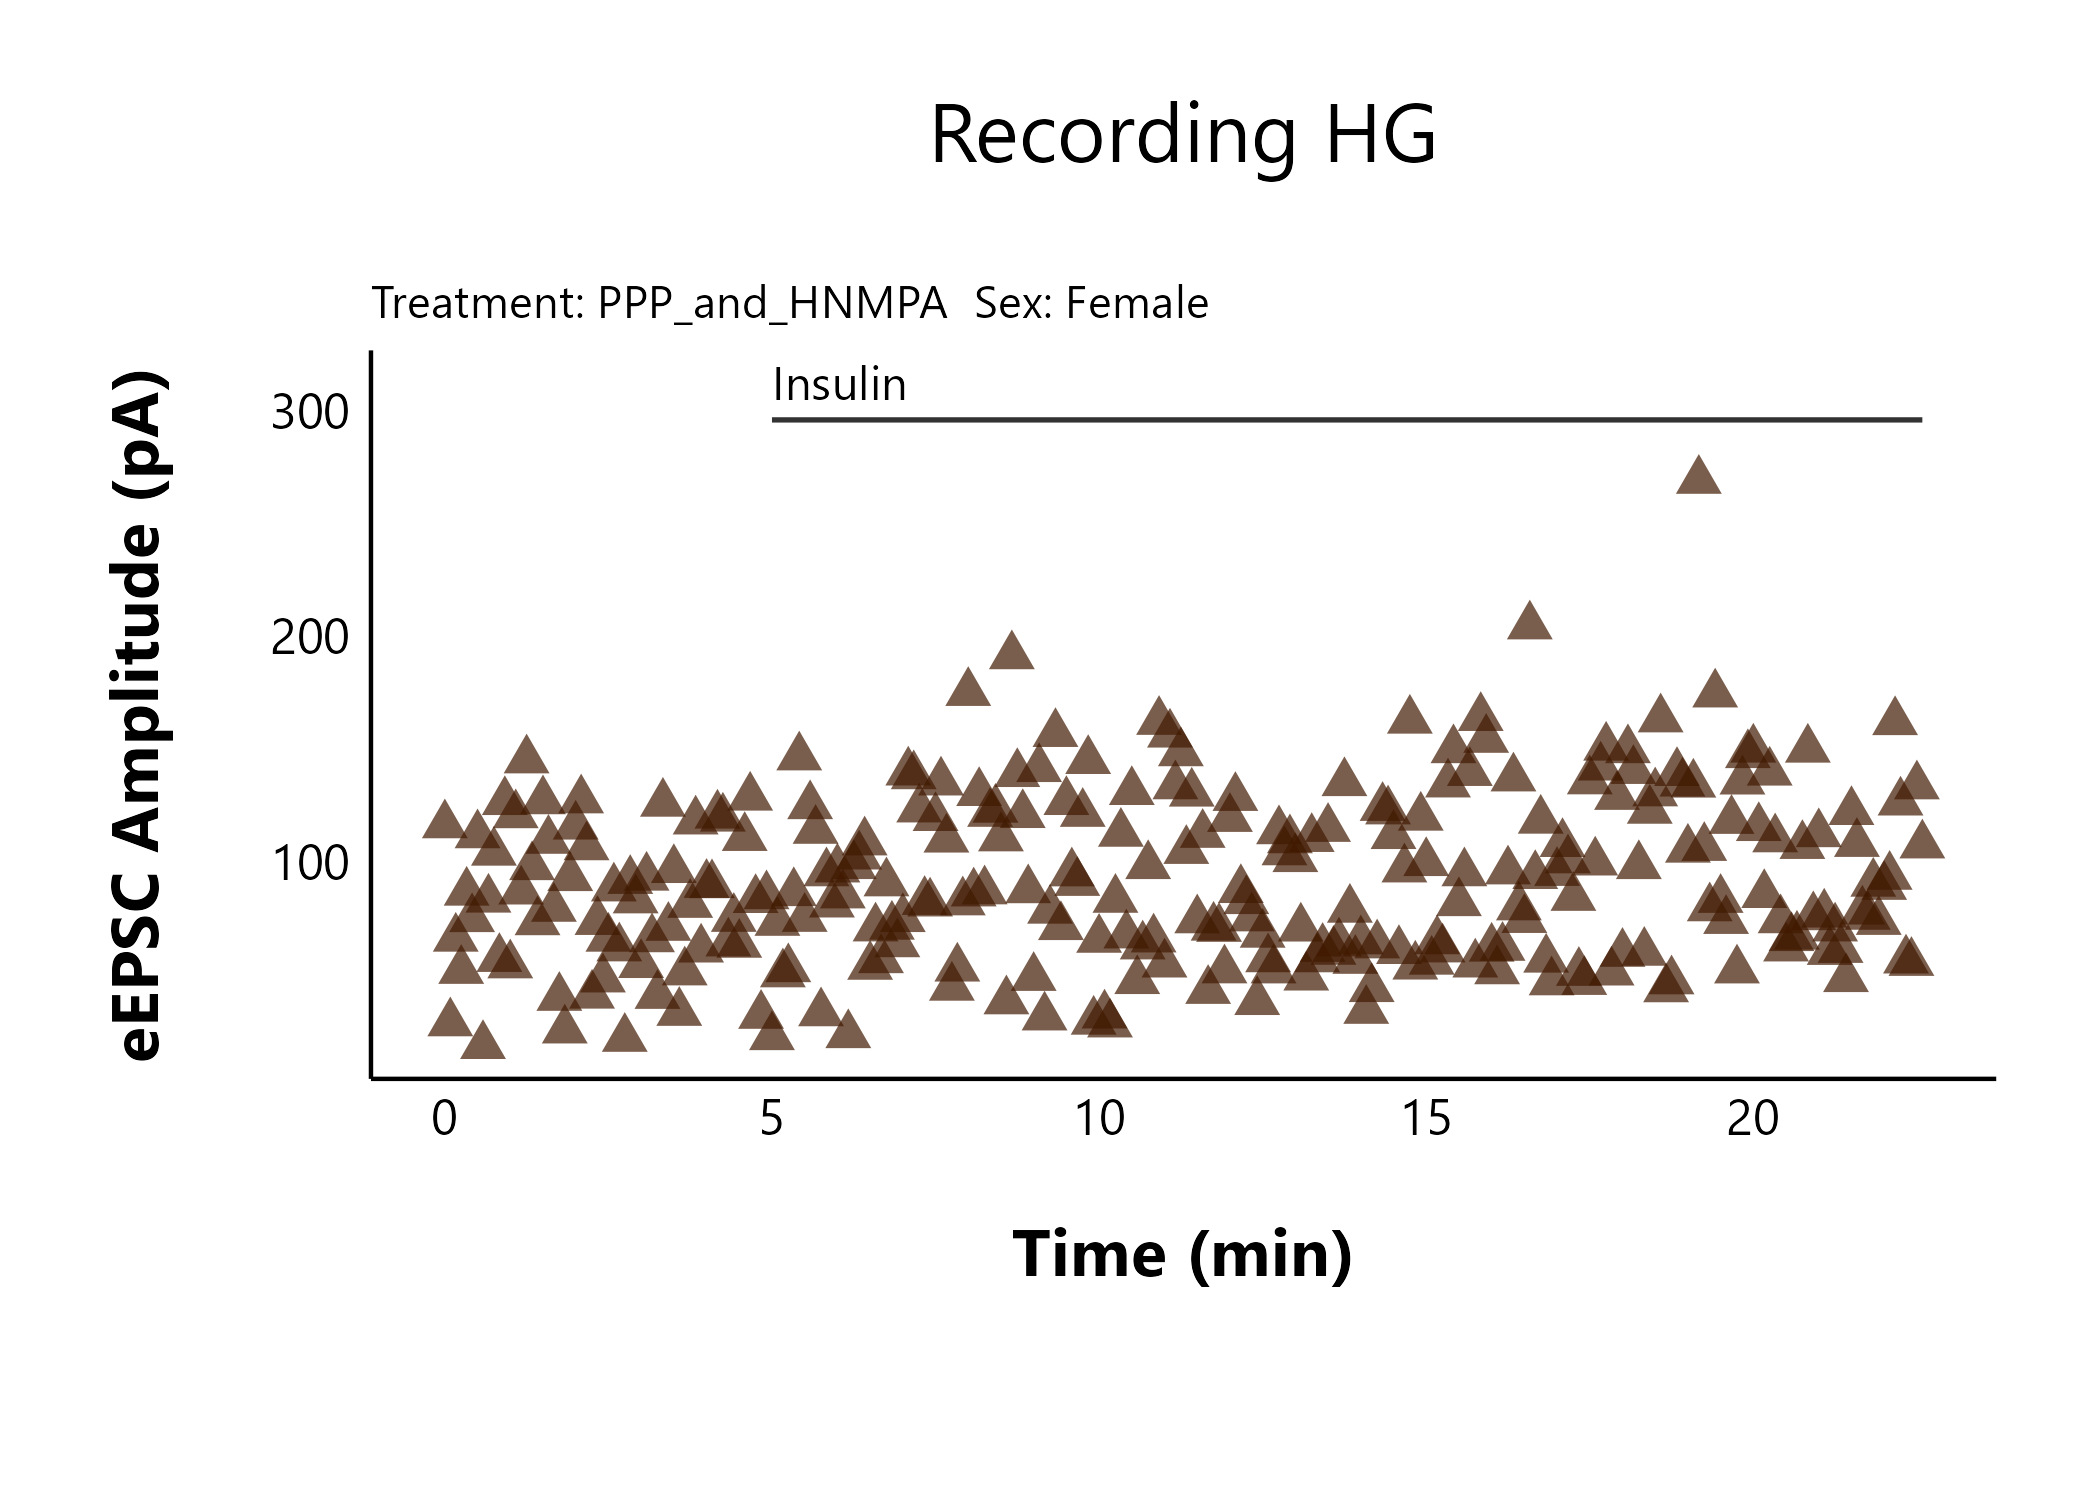 Recording HG
Treatment: PPP_and_HNMPA  Sex: Female
Insulin
eEPSC Amplitude (pA)
300
200
100
0 5 10 15 20
Time (min)